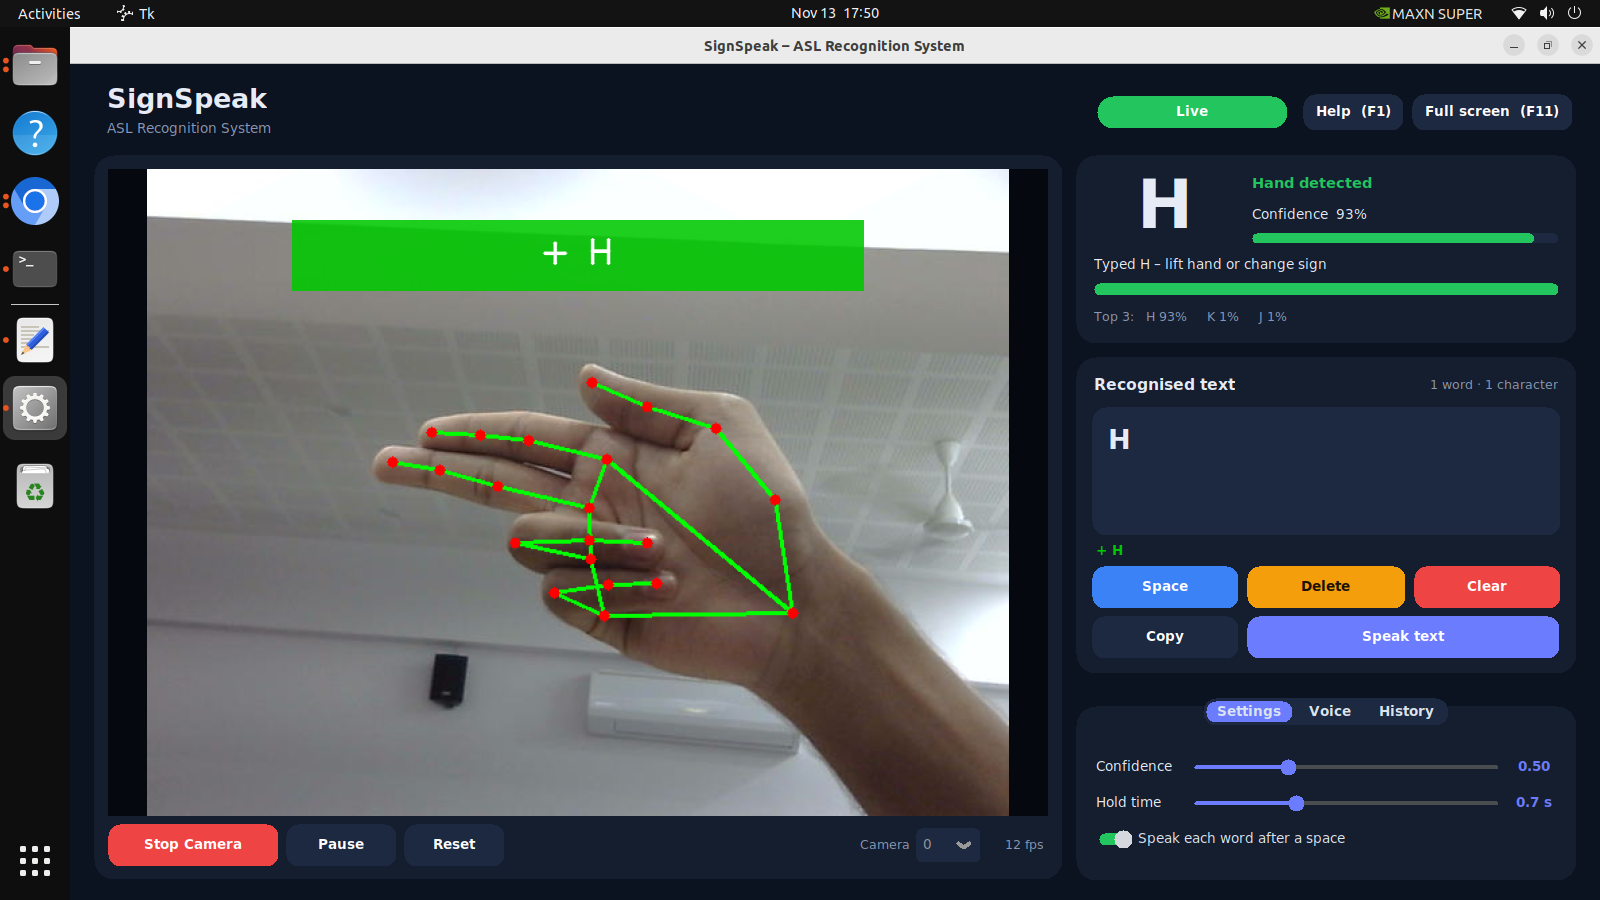 Activities Tk Nov 13 17:50 MAXN SUPER
SignSpeak – ASL Recognition System
SignSpeak
ASL Recognition System
Live Help (F1) Full screen (F11)
+ H
H
Hand detected
Confidence 93%
Typed H – lift hand or change sign
Top 3: H 93% K 1% J 1%
Recognised text 1 word · 1 character
H
+ H
Space Delete Clear
Copy Speak text
Settings Voice History
Confidence 0.50
Hold time 0.7 s
Speak each word after a space
Stop Camera Pause Reset Camera 0 12 fps